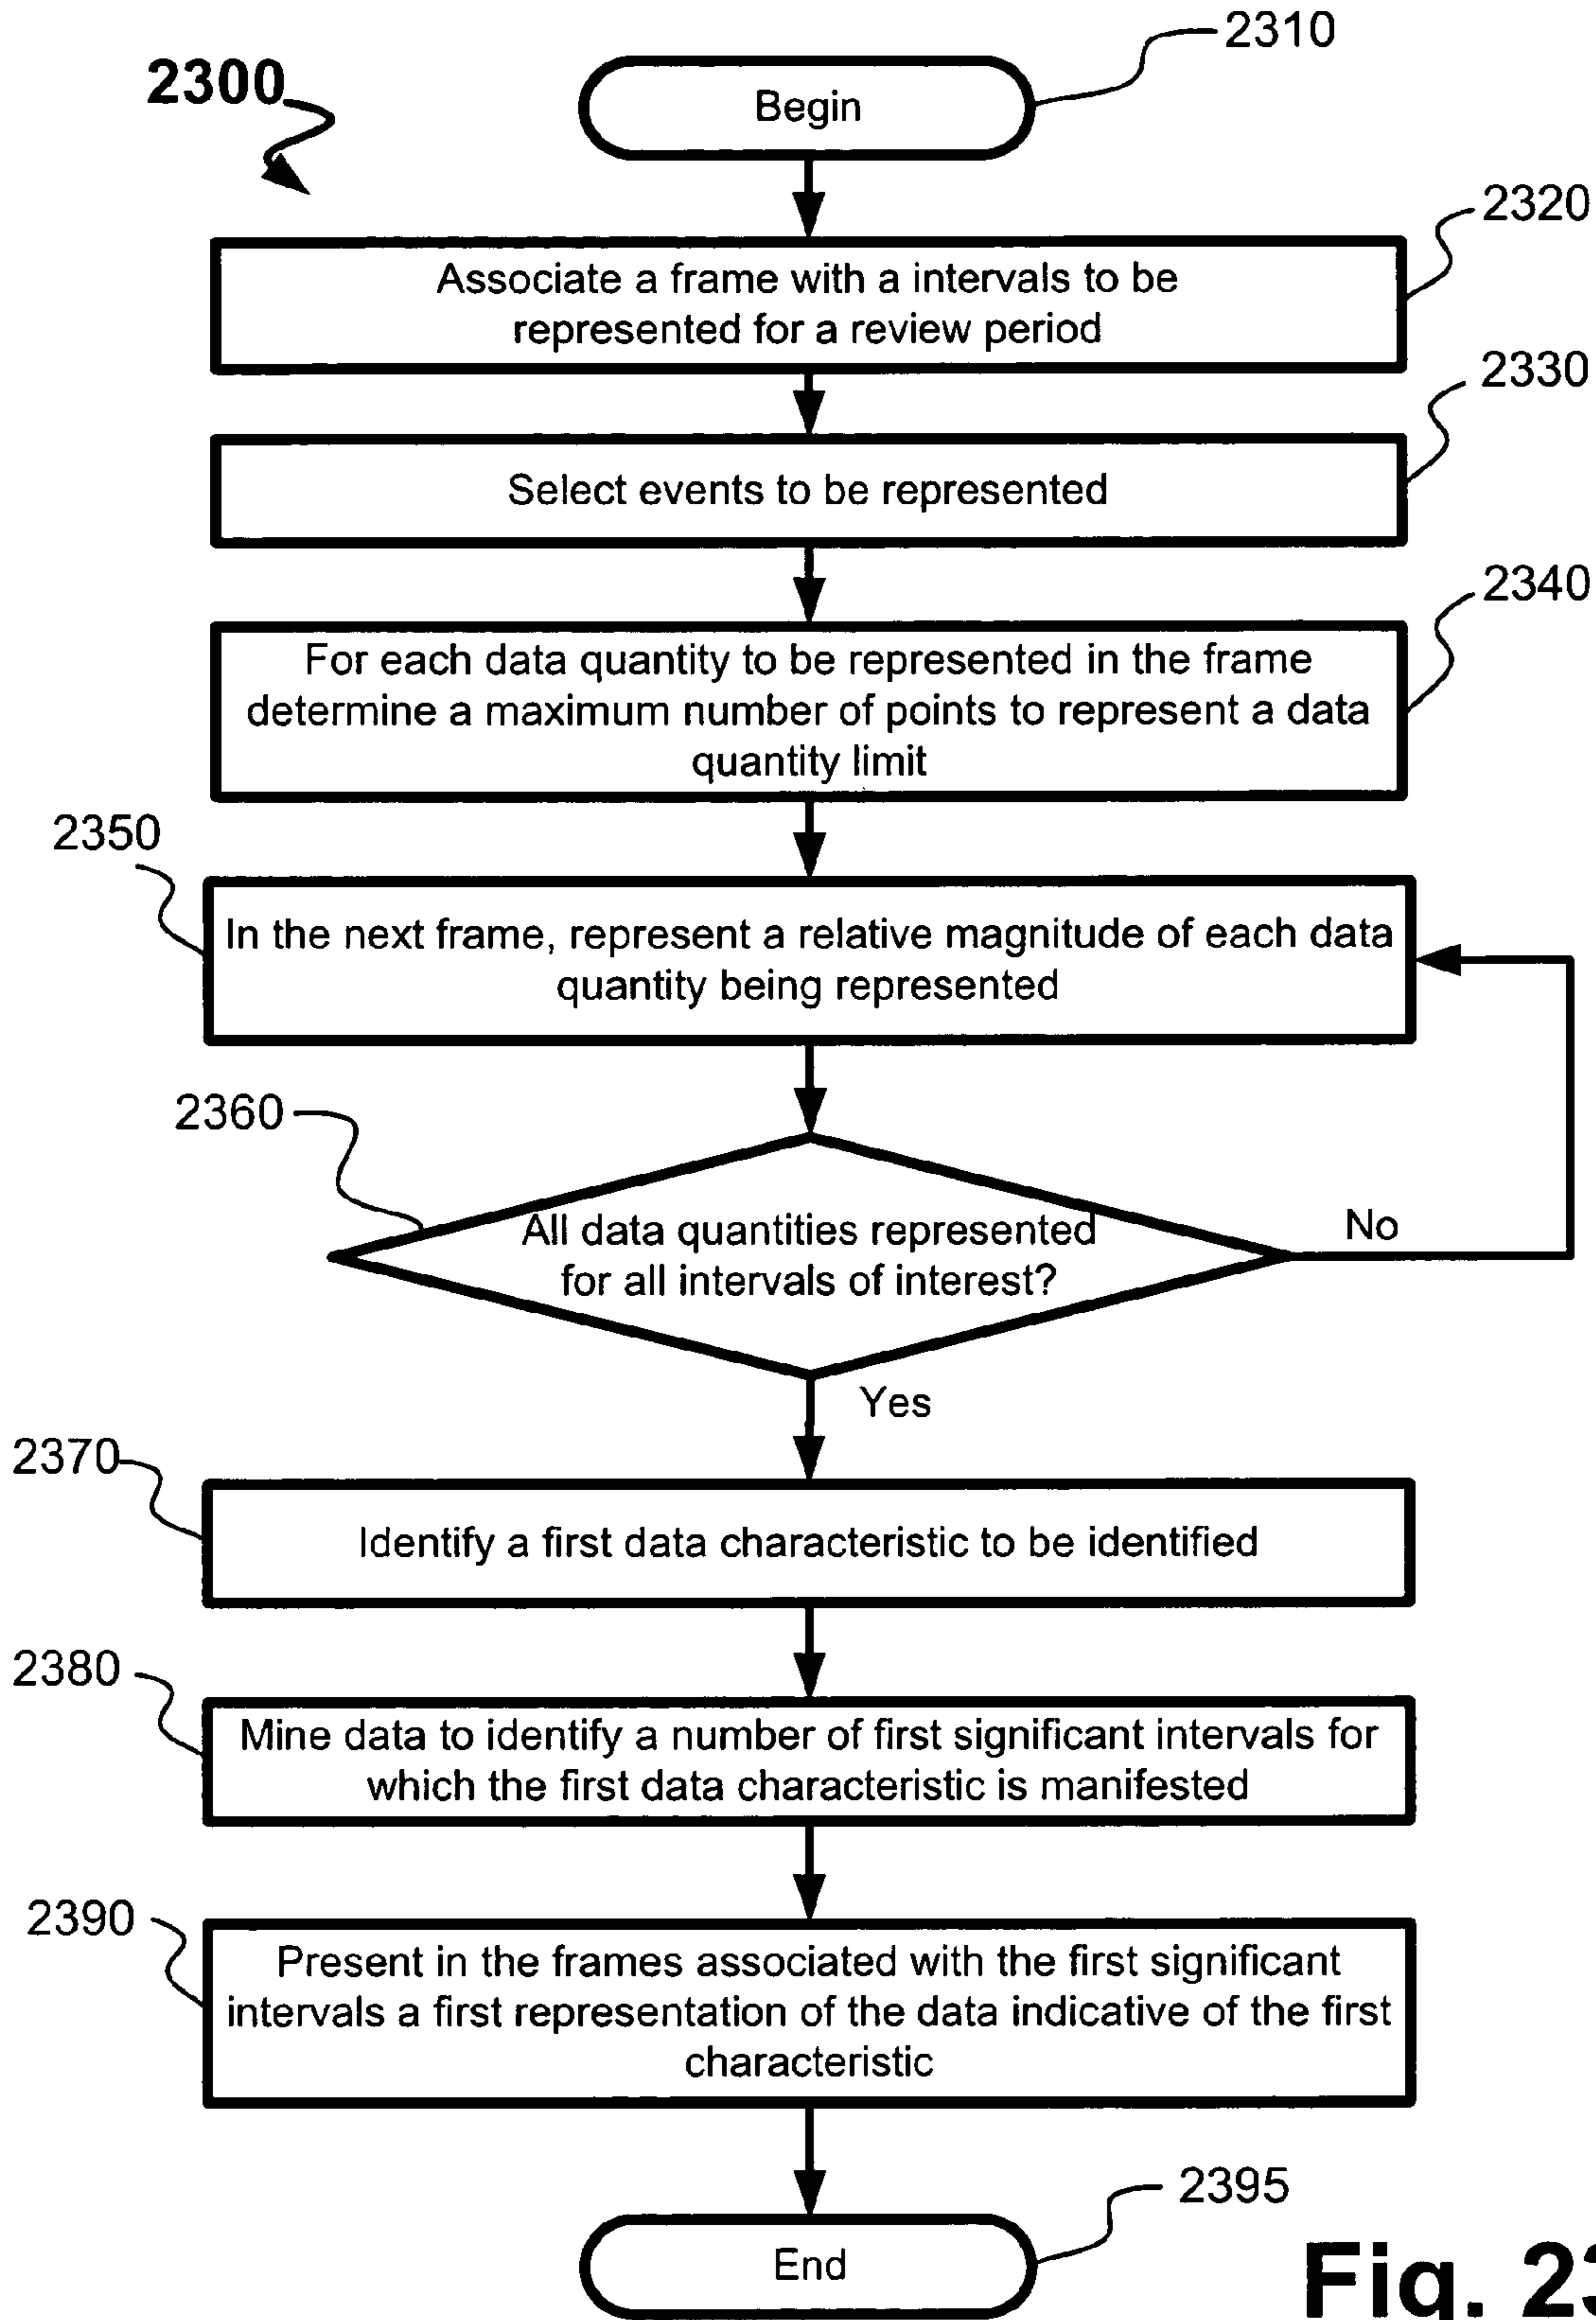 2310
2300
Begin
2320
Associate a frame with a intervals to be
represented for a review period
2330
Select events to be represented
2340
For each data quantity to be represented in the frame
determine a maximum number of points to represent a data
quantity limit
2350
In the next frame, represent a relative magnitude of each data
quantity being represented
2360
All data quantities represented
for all intervals of interest?
No
Yes
2370
Identify a first data characteristic to be identified
2380
Mine data to identify a number of first significant intervals for
which the first data characteristic is manifested
2390
Present in the frames associated with the first significant
intervals a first representation of the data indicative of the first
characteristic
2395
End
Fig. 23